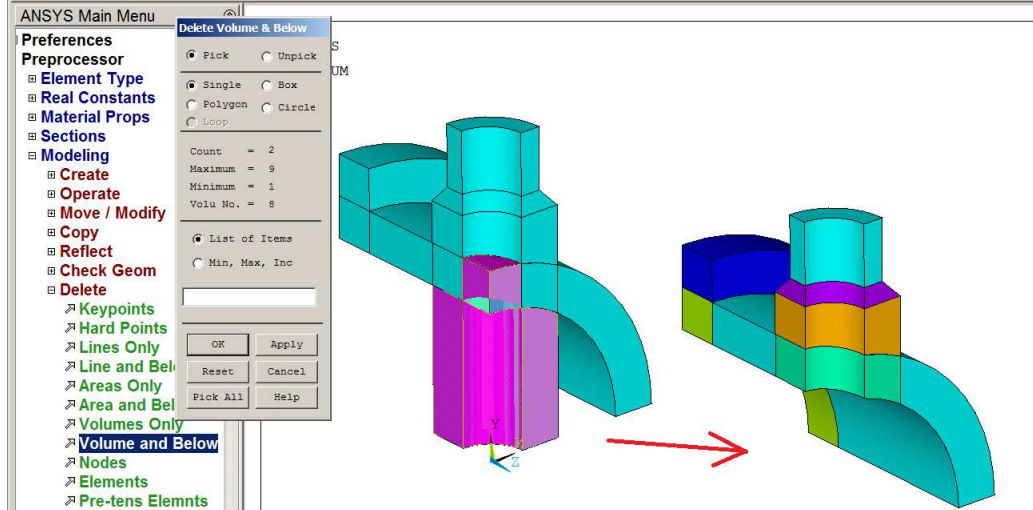 ANSYS Main Menu
Preferences
Preprocessor
Element Type
Real Constants
Material Props
Sections
Modeling
Create
Operate
Move / Modify
Copy
Reflect
Check Geom
Delete
Keypoints
Hard Points
Lines Only
Line and Bel
Areas Only
Area and Bel
Volumes Only
Volume and Below
Nodes
Elements
Pre-tens Elemnts
Delete Volume & Below
Pick Unpick
Single Box
Polygon Circle
Loop
Count = 2
Maximum = 9
Minimum = 1
Volu No. = 8
List of Items
Min, Max, Inc
OK Apply
Reset Cancel
Pick All Help
S
UM
Y
Z